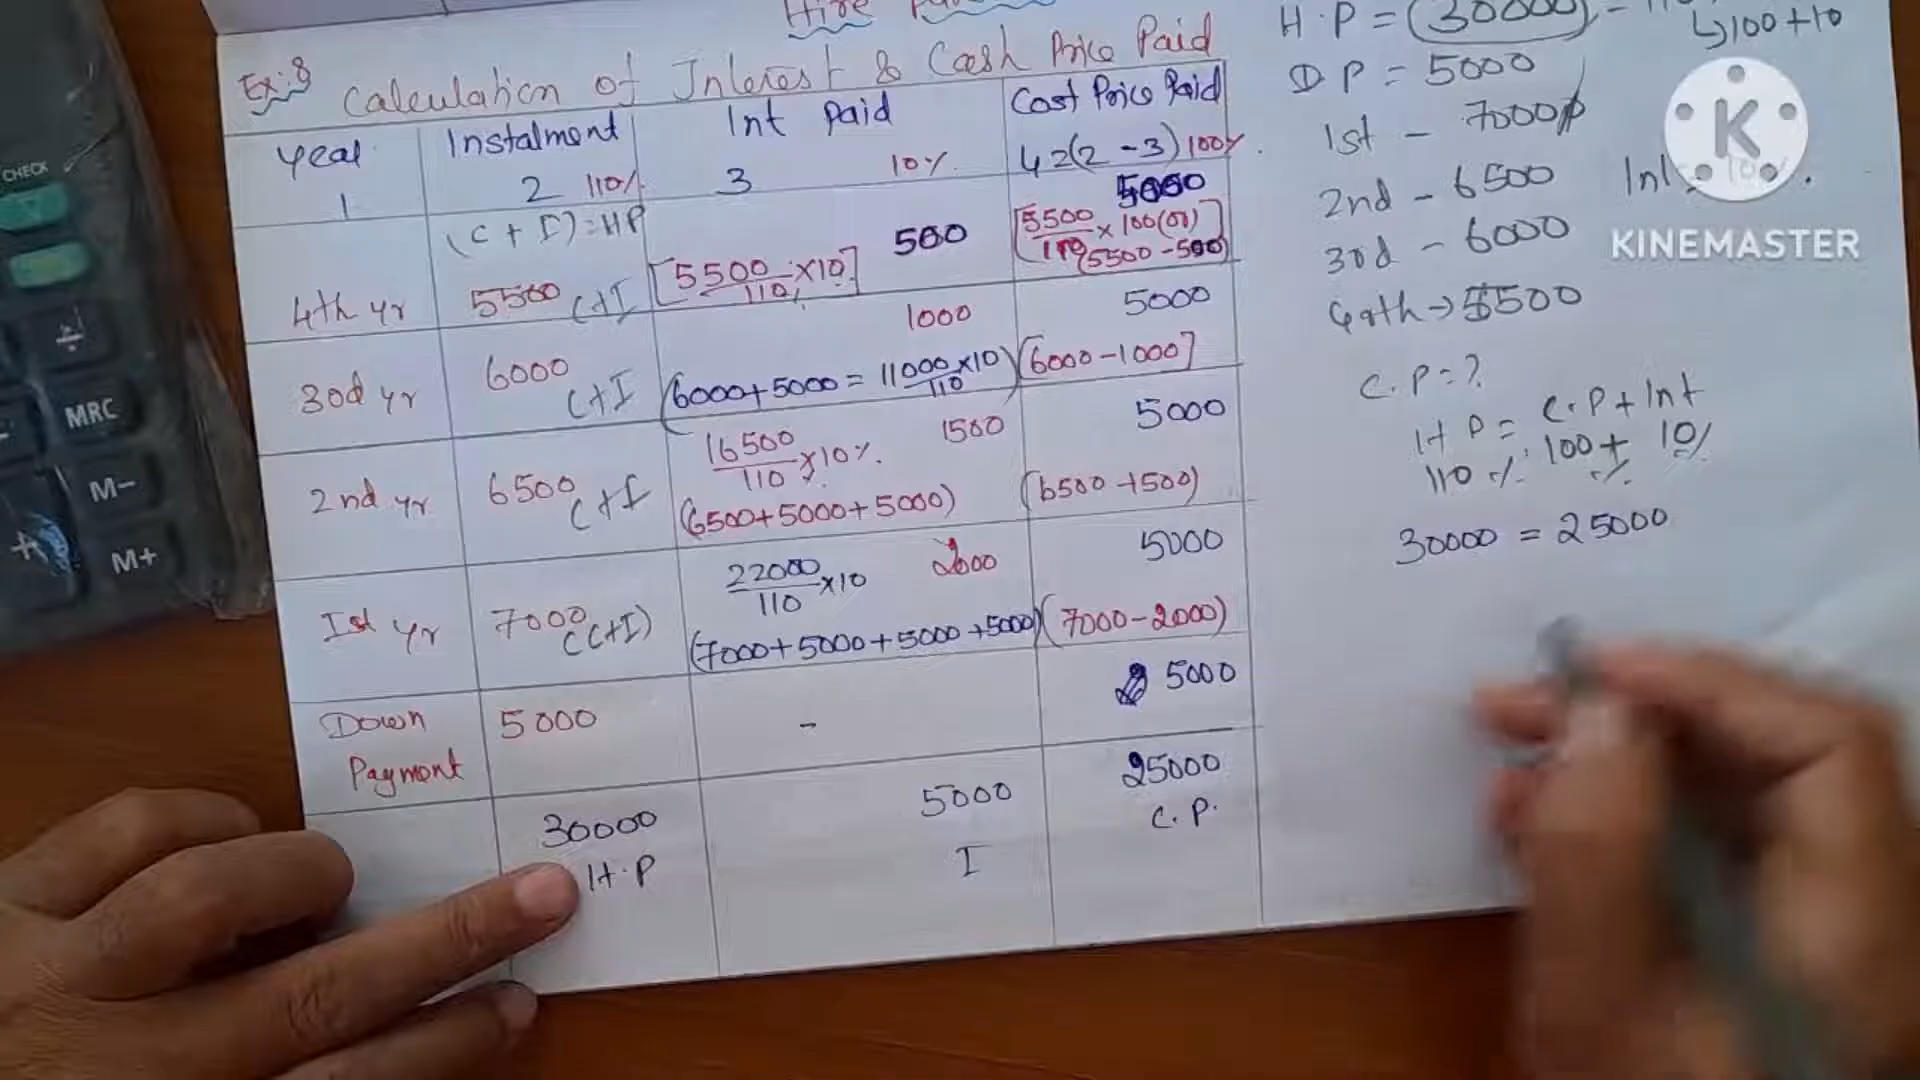 Hire
Ex:8 Calculation of Interest & Cash Price Paid
Year
1
Instalment
2 110%
(C + I) = HP
Int Paid
3 10%
Cost Price Paid
4=(2-3) 100%
4th yr
5500 C+I
500
[5500/110% ×10]
5000
[5500/110 × 100 (or)
5500-500]
3rd yr
6000
C+I
1000
(6000+5000 = 11000/110 ×10)
5000
[6000-1000]
2nd yr
6500
C+I
16500/110 ×10% 1500
(6500+5000+5000)
5000
(6500-1500)
Ist yr
7000
(C+I)
22000/110 ×10 2000
(7000+5000+5000+5000)
5000
(7000-2000)
Down
Payment
5000
-
5000
30000
H.P
5000
I
25000
C.P.
H.P = 30000
↳100+10
D P = 5000
1st - 7000
2nd - 6500
3rd - 6000
5500
C.P = ?
H P = C.P + Int
110% 100% + 10%
30000 = 25000
K
KINEMASTER
CHECK
÷
MRC
M-
M+
+